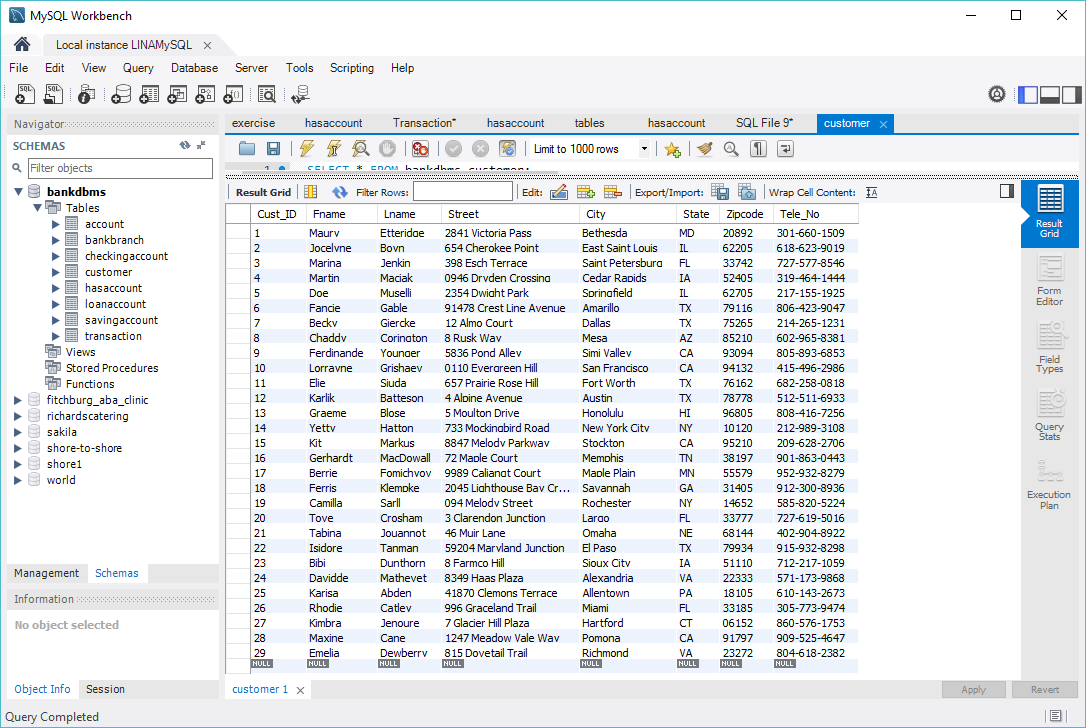 MySQL Workbench
Local instance LINAMySQL
File Edit View Query Database Server Tools Scripting Help
Navigator
SCHEMAS
Filter objects
bankdbms
Tables
account
bankbranch
checkingaccount
customer
hasaccount
loanaccount
savingaccount
transaction
Views
Stored Procedures
Functions
fitchburg_aba_clinic
richardscatering
sakila
shore-to-shore
shore1
world
Management Schemas
Information
No object selected
Object Info Session
exercise hasaccount Transaction* hasaccount tables hasaccount SQL File 9* customer
Limit to 1000 rows
1 SELECT * FROM bankdbms.customer;
Result Grid Filter Rows: Edit: Export/Import: Wrap Cell Content:
Cust_ID Fname Lname Street City State Zipcode Tele_No
1 Maury Etteridge 2841 Victoria Pass Bethesda MD 20892 301-660-1509
2 Jocelyne Bovn 654 Cherokee Point East Saint Louis IL 62205 618-623-9019
3 Marina Jenkin 398 Esch Terrace Saint Petersburg FL 33742 727-577-8546
4 Martin Maciak 0946 Dryden Crossing Cedar Rapids IA 52405 319-464-1444
5 Doe Muselli 2354 Dwight Park Springfield IL 62705 217-155-1925
6 Fancie Gable 91478 Crest Line Avenue Amarillo TX 79116 806-423-9047
7 Becky Giercke 12 Almo Court Dallas TX 75265 214-265-1231
8 Chaddy Corington 8 Rusk Way Mesa AZ 85210 602-965-8381
9 Ferdinande Younger 5836 Pond Alley Simi Valley CA 93094 805-893-6853
10 Lorrayne Grishaev 0110 Evergreen Hill San Francisco CA 94132 415-496-2986
11 Elie Siuda 657 Prairie Rose Hill Fort Worth TX 76162 682-258-0818
12 Karlik Batteson 4 Alpine Avenue Austin TX 78778 512-511-6933
13 Graeme Blose 5 Moulton Drive Honolulu HI 96805 808-416-7256
14 Yetty Hatton 733 Mockingbird Road New York City NY 10120 212-989-3108
15 Kit Markus 8847 Melody Parkway Stockton CA 95210 209-628-2706
16 Gerhardt MacDowall 72 Maple Court Memphis TN 38197 901-863-0443
17 Berrie Fomichyov 9989 Caliangt Court Maple Plain MN 55579 952-932-8279
18 Ferris Klempke 2045 Lighthouse Bay Cr... Savannah GA 31405 912-300-8936
19 Camilla Sarll 094 Melody Street Rochester NY 14652 585-820-5224
20 Tove Crosham 3 Clarendon Junction Largo FL 33777 727-619-5016
21 Tabina Jouannot 46 Muir Lane Omaha NE 68144 402-904-8922
22 Isidore Tanman 59204 Maryland Junction El Paso TX 79934 915-932-8298
23 Bibi Dunthorn 8 Farmco Hill Sioux City IA 51110 712-217-1059
24 Davidde Mathevet 8349 Haas Plaza Alexandria VA 22333 571-173-9868
25 Karisa Abden 41870 Clemons Terrace Allentown PA 18105 610-143-2673
26 Rhodie Catley 996 Graceland Trail Miami FL 33185 305-773-9474
27 Kimbra Jenoure 7 Glacier Hill Plaza Hartford CT 06152 860-576-1753
28 Maxine Cane 1247 Meadow Vale Way Pomona CA 91797 909-525-4647
29 Emelia Dewberry 815 Dovetail Trail Richmond VA 23272 804-618-2382
NULL NULL NULL NULL NULL NULL NULL NULL
Result
Grid
Form
Editor
Field
Types
Query
Stats
Execution
Plan
customer 1
Apply Revert
Query Completed